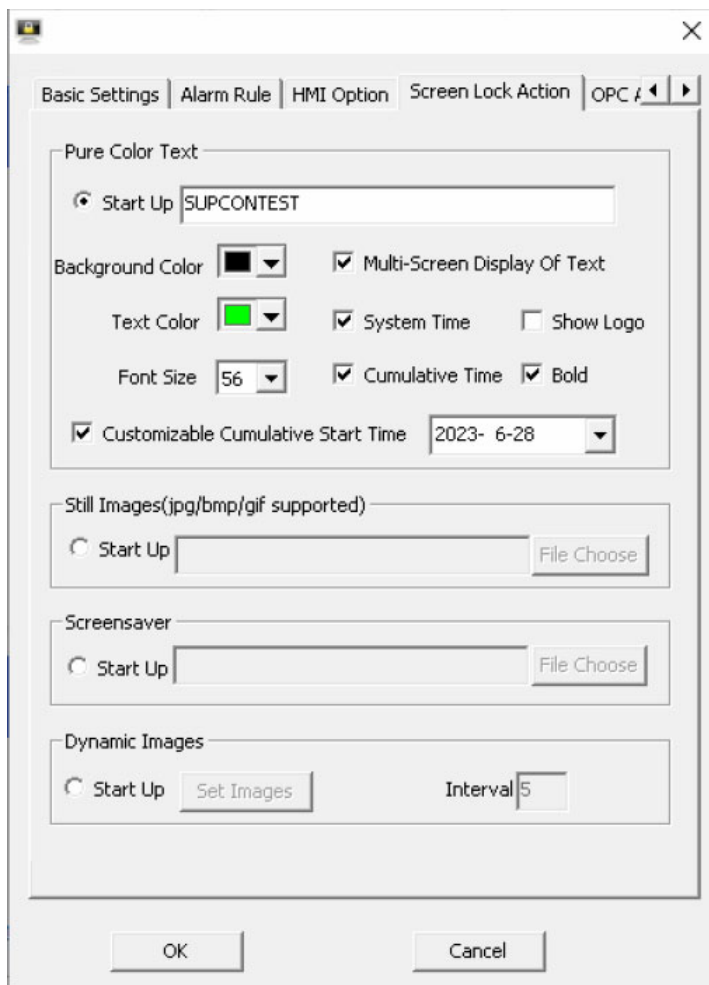 Basic Settings Alarm Rule HMI Option Screen Lock Action OPC A
Pure Color Text
Start Up SUPCONTEST
Background Color Multi-Screen Display Of Text
Text Color System Time Show Logo
Font Size 56 Cumulative Time Bold
Customizable Cumulative Start Time 2023- 6-28
Still Images(jpg/bmp/gif supported)
Start Up File Choose
Screensaver
Start Up File Choose
Dynamic Images
Start Up Set Images Interval 5
OK Cancel